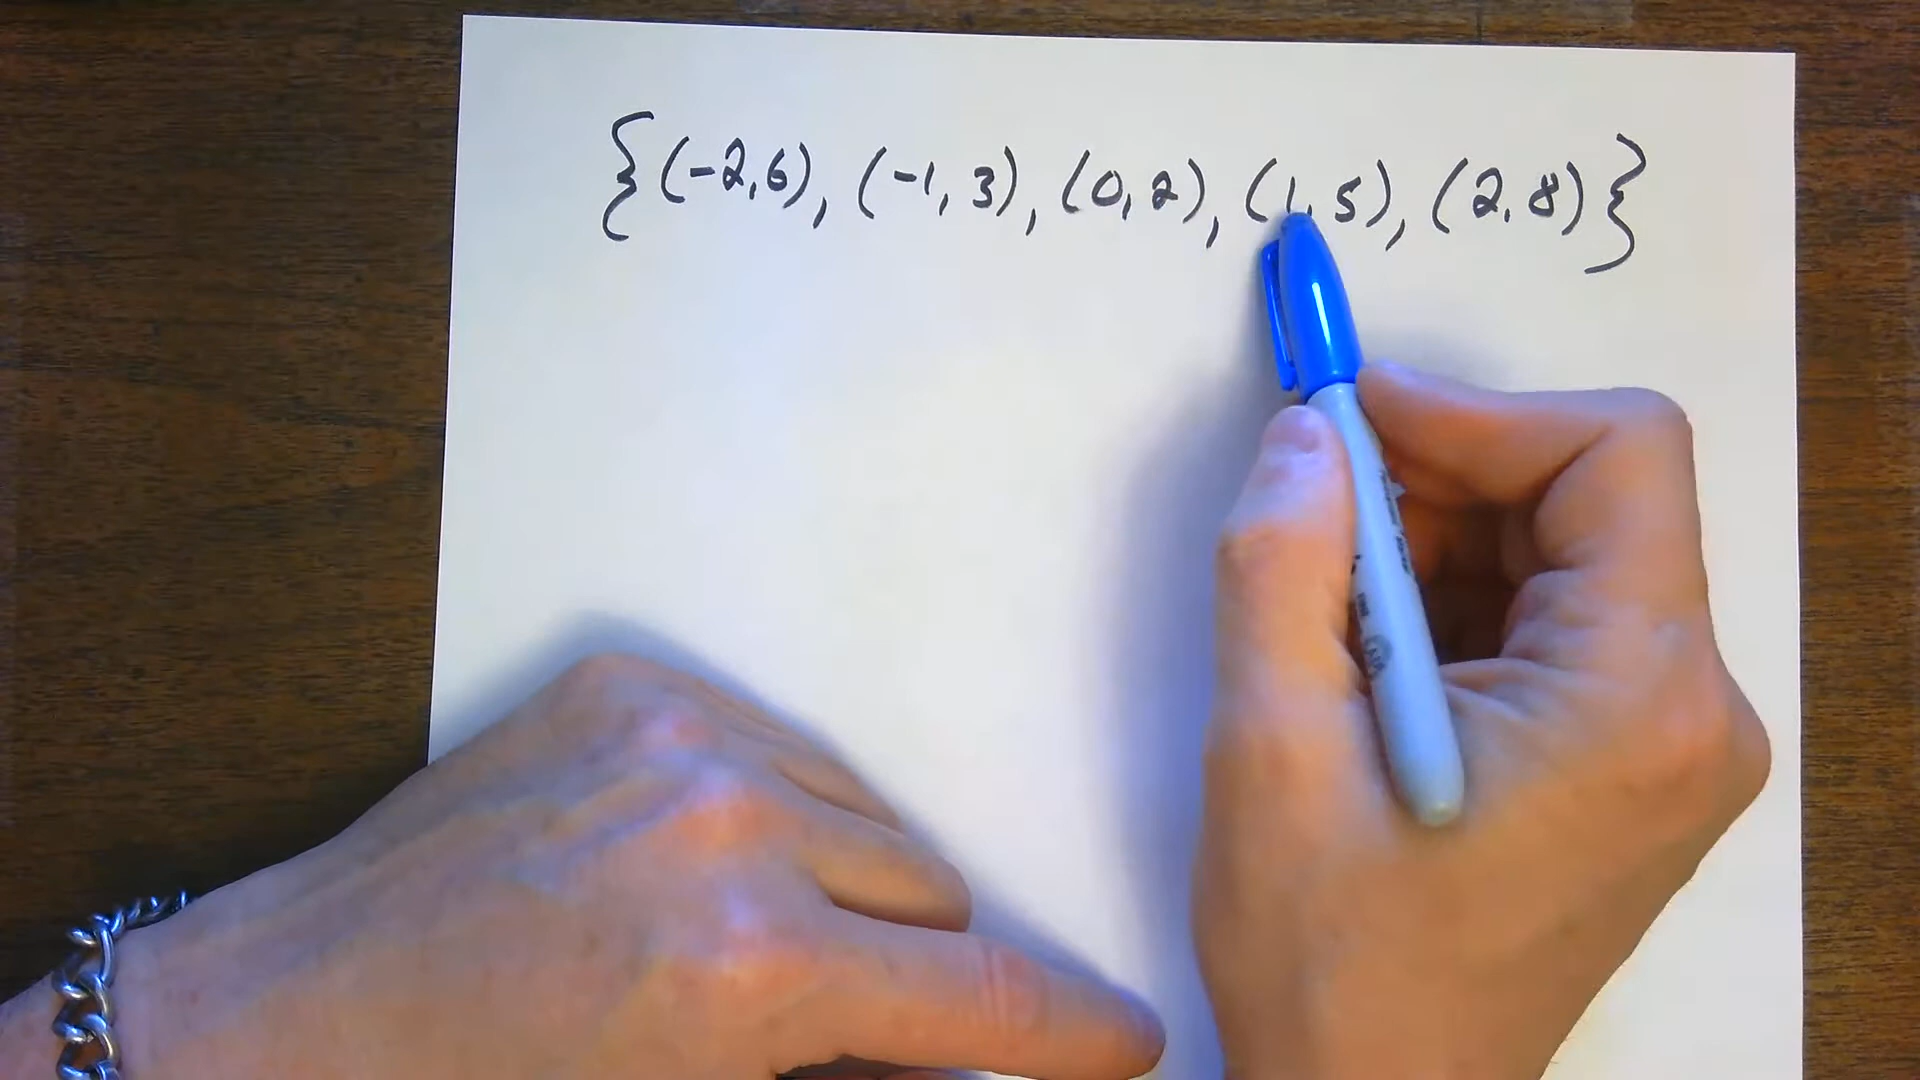 {(-2,6), (-1,3), (0,2), (1,5), (2,8)}